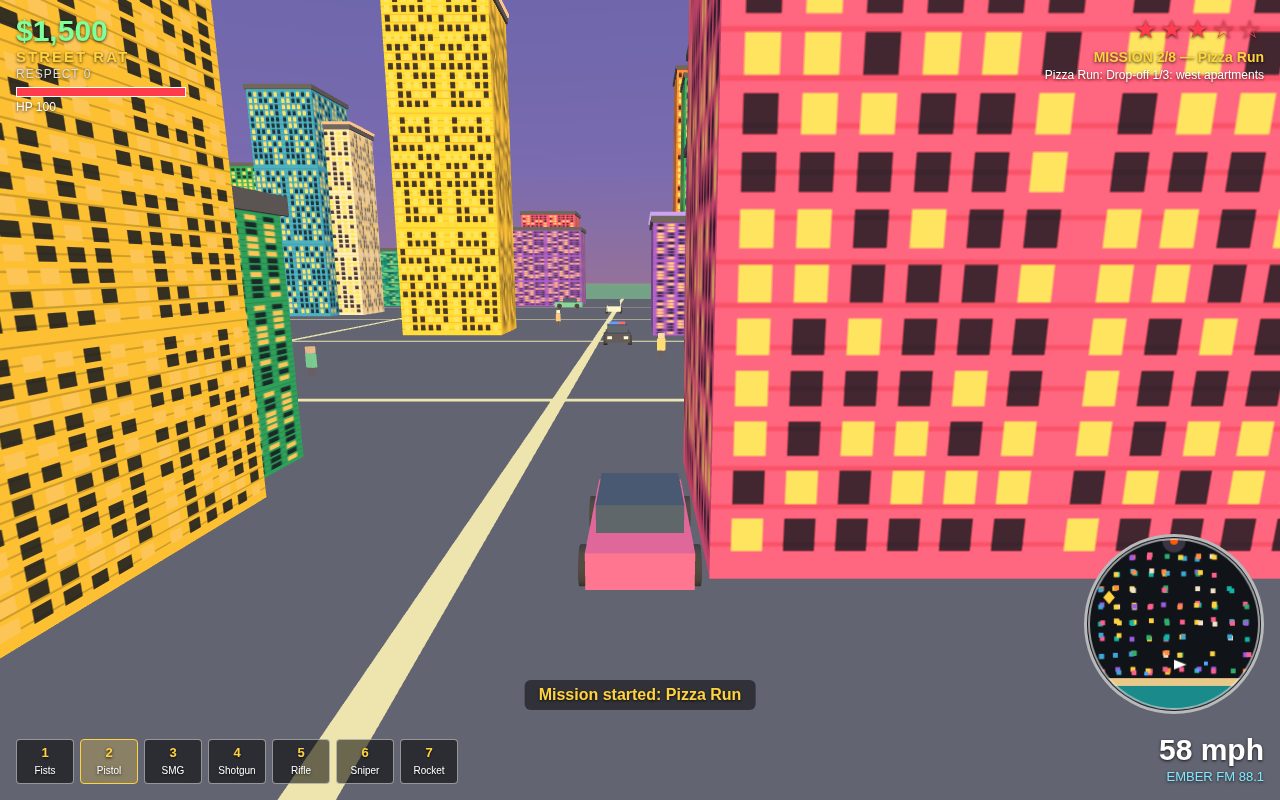 $1,500
STREET RAT
RESPECT 0
HP 100
MISSION 2/8 — Pizza Run
Pizza Run: Drop-off 1/3: west apartments
Mission started: Pizza Run
1
Fists
2
Pistol
3
SMG
4
Shotgun
5
Rifle
6
Sniper
7
Rocket
58 mph
EMBER FM 88.1